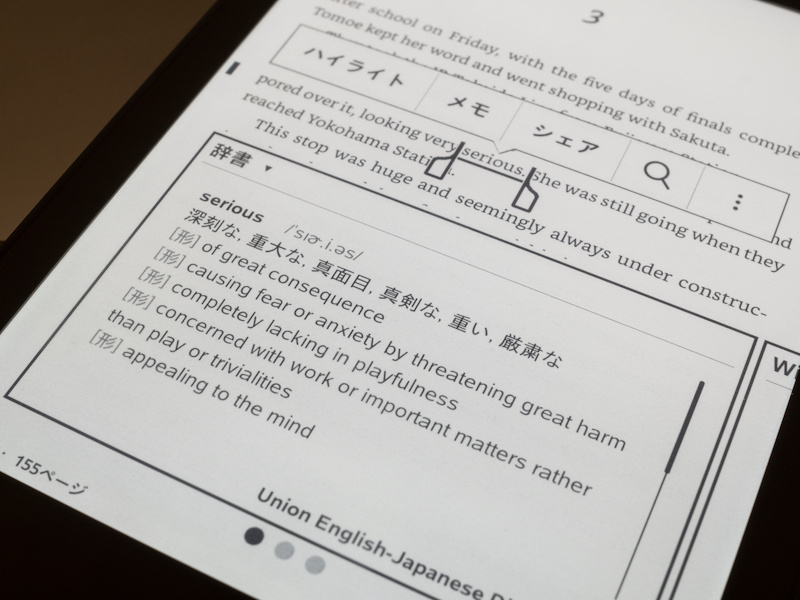 3
after school on Friday, with the five days of finals comple
Tomoe kept her word and went shopping with Sakuta.
ハイライト メモ シェア
pored over it, looking very serious. She was still going when they
reached Yokohama Station.
This stop was huge and seemingly always under construc-
辞書
serious /ˈsɪɚ.i.əs/
深刻な, 重大な, 真面目, 真剣な, 重い, 厳粛な
[形] of great consequence
[形] causing fear or anxiety by threatening great harm
[形] completely lacking in playfulness
[形] concerned with work or important matters rather
than play or trivialities
[形] appealing to the mind
Union English-Japanese
155ページ